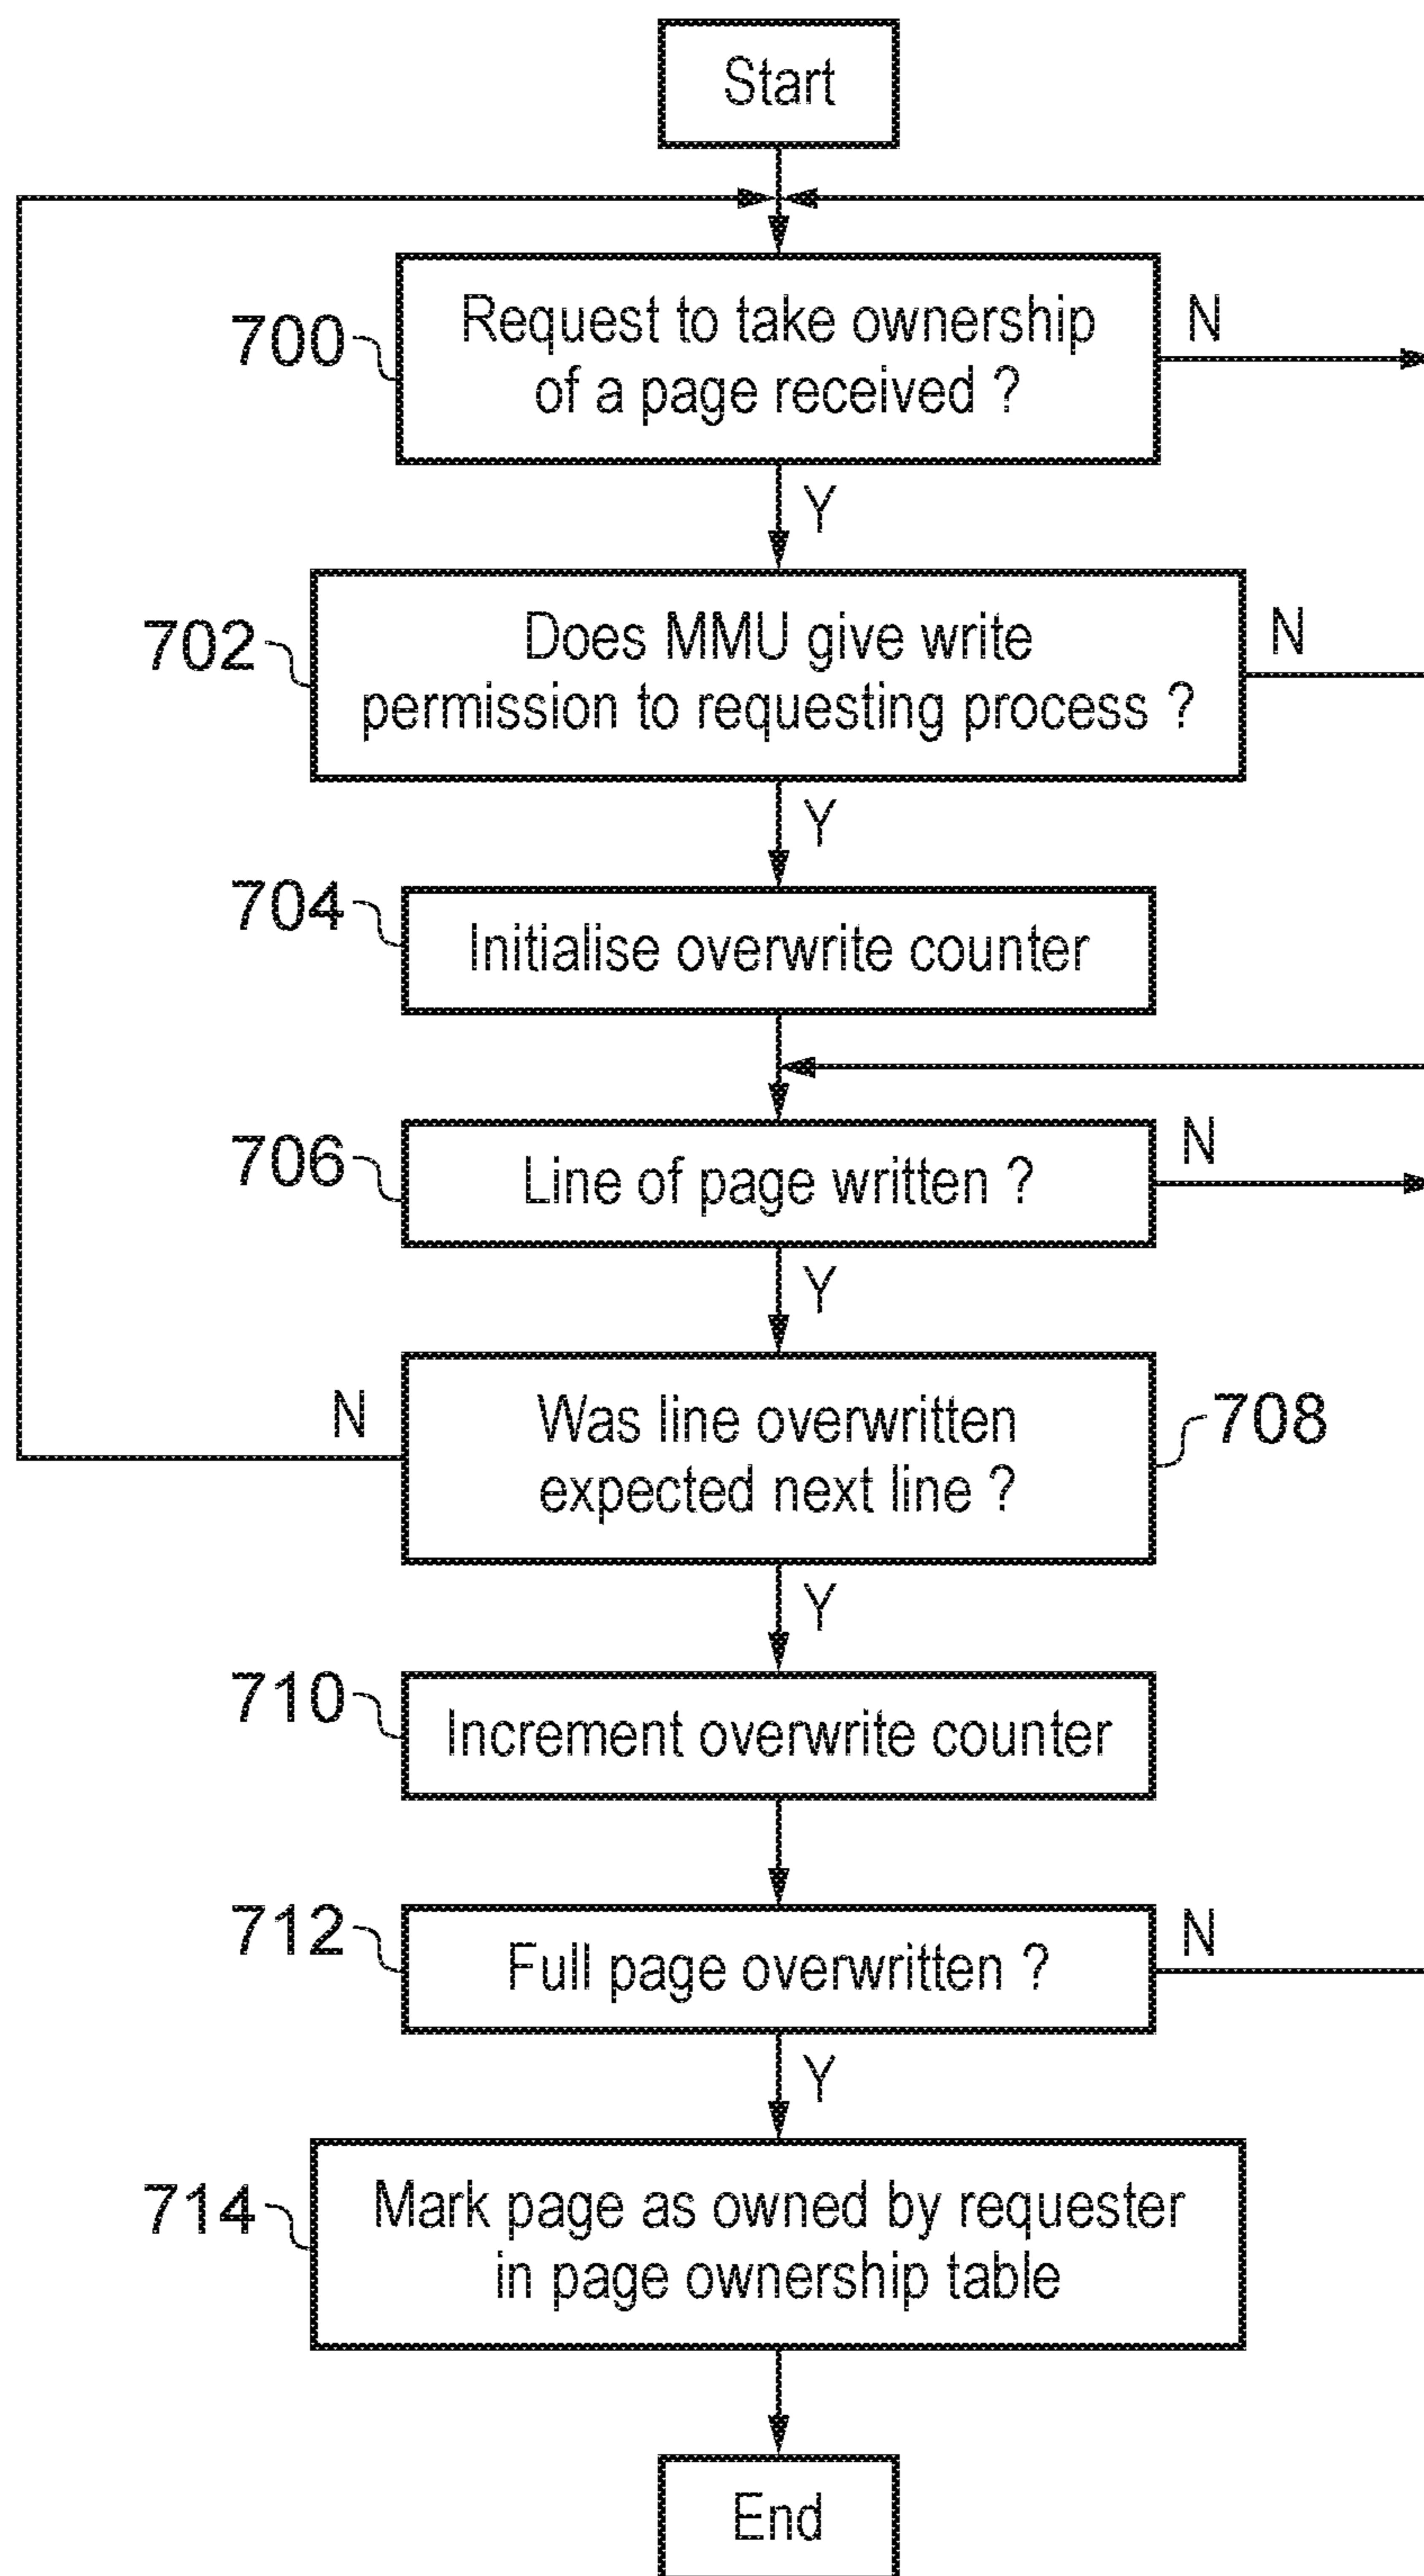 Start
700
Request to take ownership
of a page received ?
N
Y
702
Does MMU give write
permission to requesting process ?
N
Y
704
Initialise overwrite counter
706
Line of page written ?
N
Y
Was line overwritten
expected next line ?
708
N
Y
710
Increment overwrite counter
712
Full page overwritten ?
N
Y
714
Mark page as owned by requester
in page ownership table
End